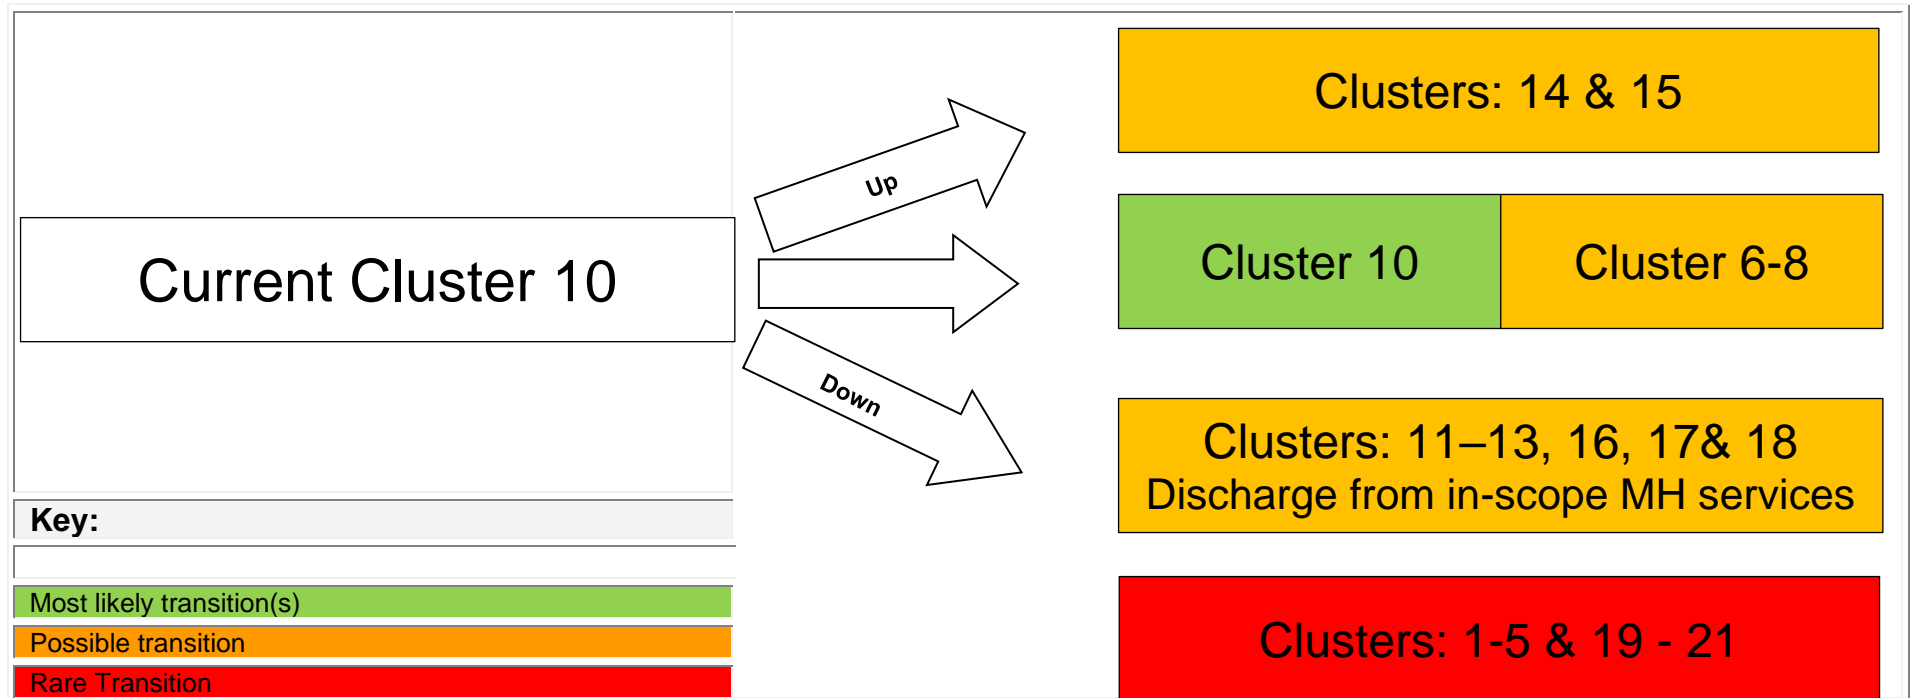 Clusters: 14 & 15
Up
Current Cluster 10
Cluster 10
Cluster 6-8
Down
Clusters: 11–13, 16, 17& 18
Discharge from in-scope MH services
Key:
Most likely transition(s)
Possible transition
Rare Transition
Clusters: 1-5 & 19 - 21